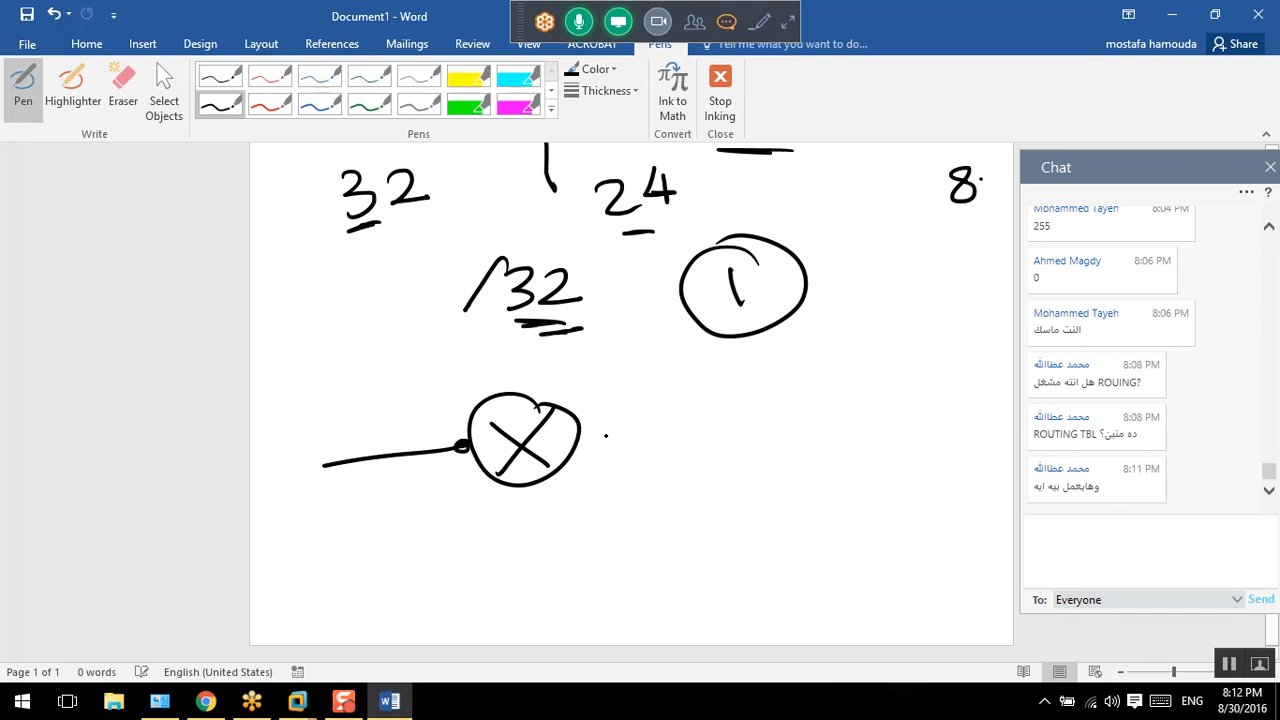 Document1 - Word
File
Home
Insert
Design
Layout
References
Mailings
Review
View
ACROBAT
Pens
Tell me what you want to do...
mostafa hamouda
Share
Pen
Highlighter
Eraser
Select Objects
Color
Thickness
Ink to Math
Stop Inking
Write
Pens
Convert
Close
32
24
8
/32
1
Chat
Mohammed Tayeh 8:04 PM
255
Ahmed Magdy 8:06 PM
0
Mohammed Tayeh 8:06 PM
النت ماسك
محمد عطاالله 8:08 PM
هل انته مشغل ROUING?
محمد عطاالله 8:08 PM
ROUTING TBL ده منين؟
محمد عطاالله 8:11 PM
وهايعمل بيه ايه
To: Everyone
Send
Page 1 of 1
0 words
English (United States)
ENG
8:12 PM
8/30/2016